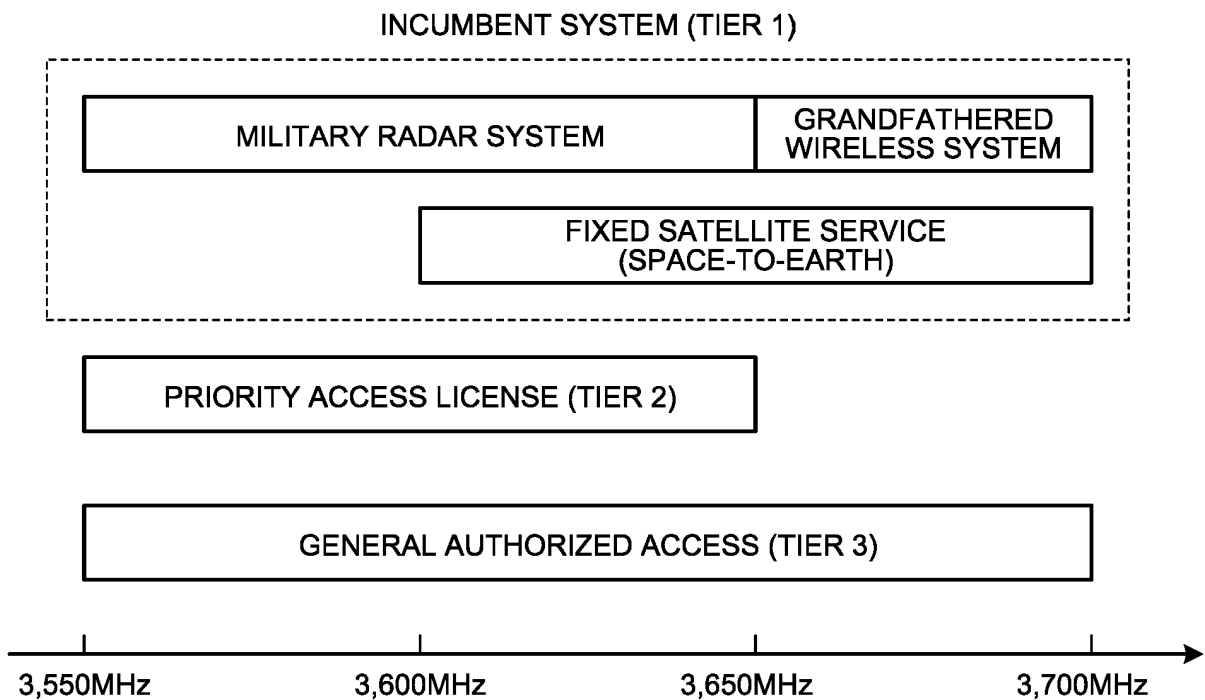 INCUMBENT SYSTEM (TIER 1)
MILITARY RADAR SYSTEM
GRANDFATHERED
WIRELESS SYSTEM
FIXED SATELLITE SERVICE
(SPACE-TO-EARTH)
PRIORITY ACCESS LICENSE (TIER 2)
GENERAL AUTHORIZED ACCESS (TIER 3)
3,550MHz 3,600MHz 3,650MHz 3,700MHz